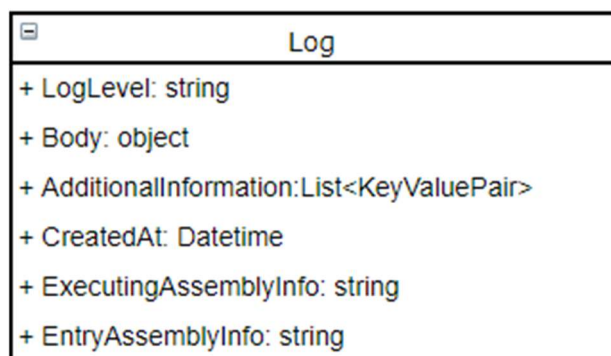 Log
+ LogLevel: string
+ Body: object
+ AdditionalInformation:List<KeyValuePair>
+ CreatedAt: Datetime
+ ExecutingAssemblyInfo: string
+ EntryAssemblyInfo: string